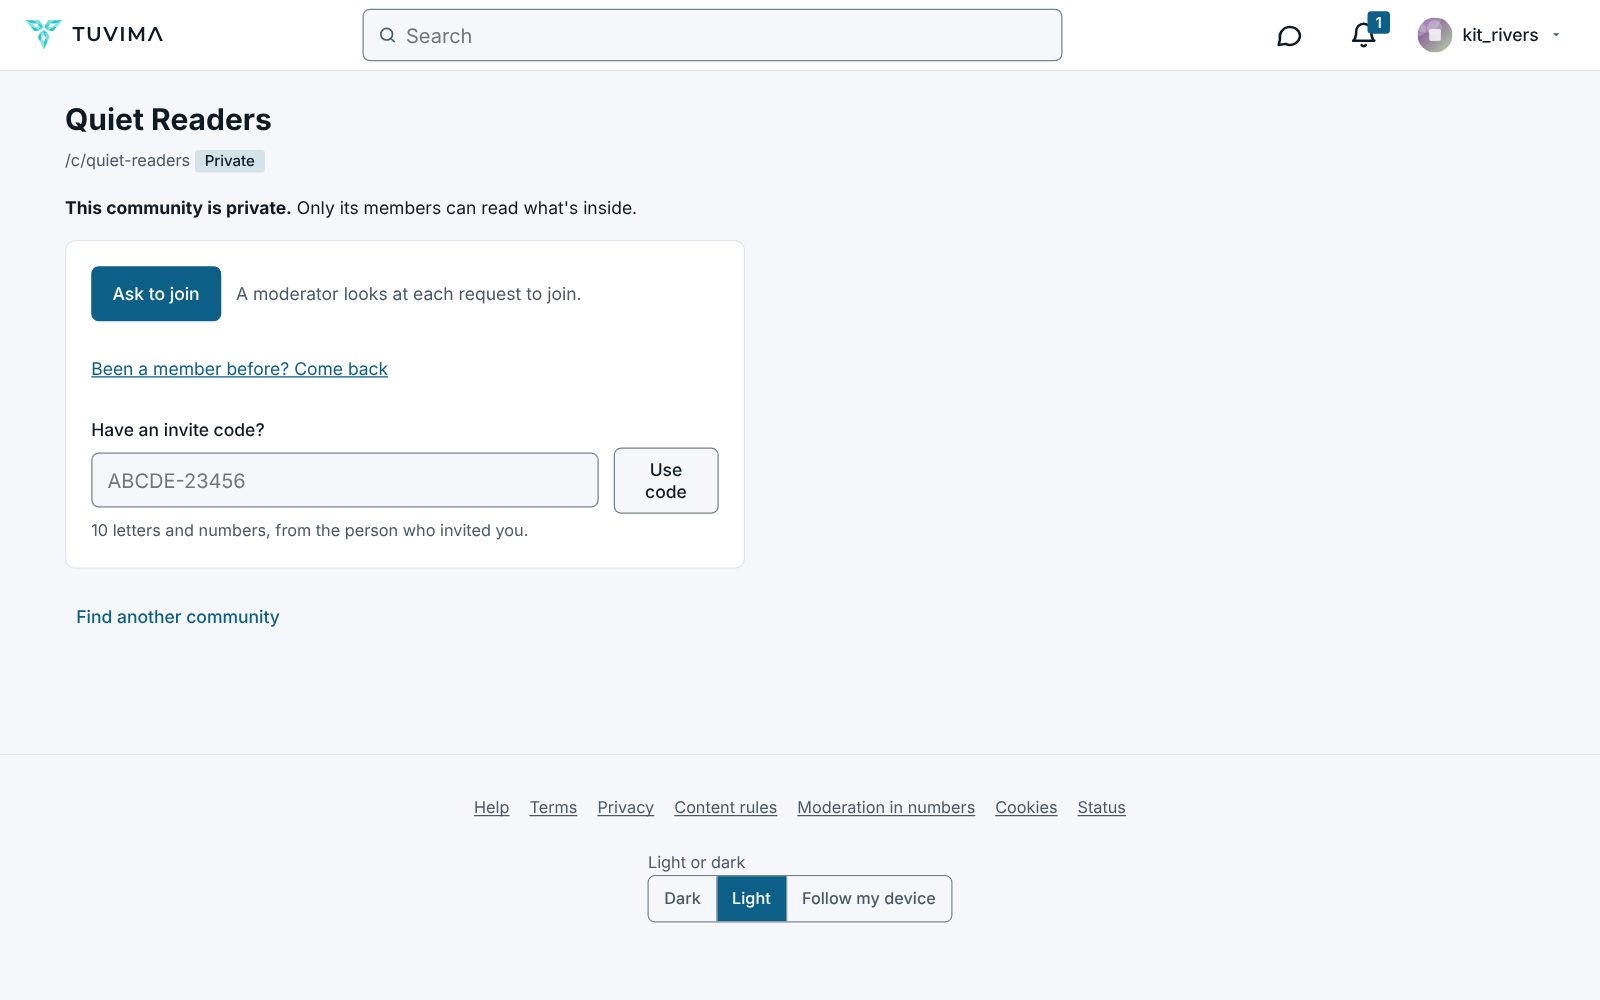 TUVIMA
Search
1
kit_rivers
Quiet Readers
/c/quiet-readers Private
This community is private. Only its members can read what's inside.
Ask to join
A moderator looks at each request to join.
Been a member before? Come back
Have an invite code?
ABCDE-23456
Use
code
10 letters and numbers, from the person who invited you.
Find another community
Help Terms Privacy Content rules Moderation in numbers Cookies Status
Light or dark
Dark Light Follow my device